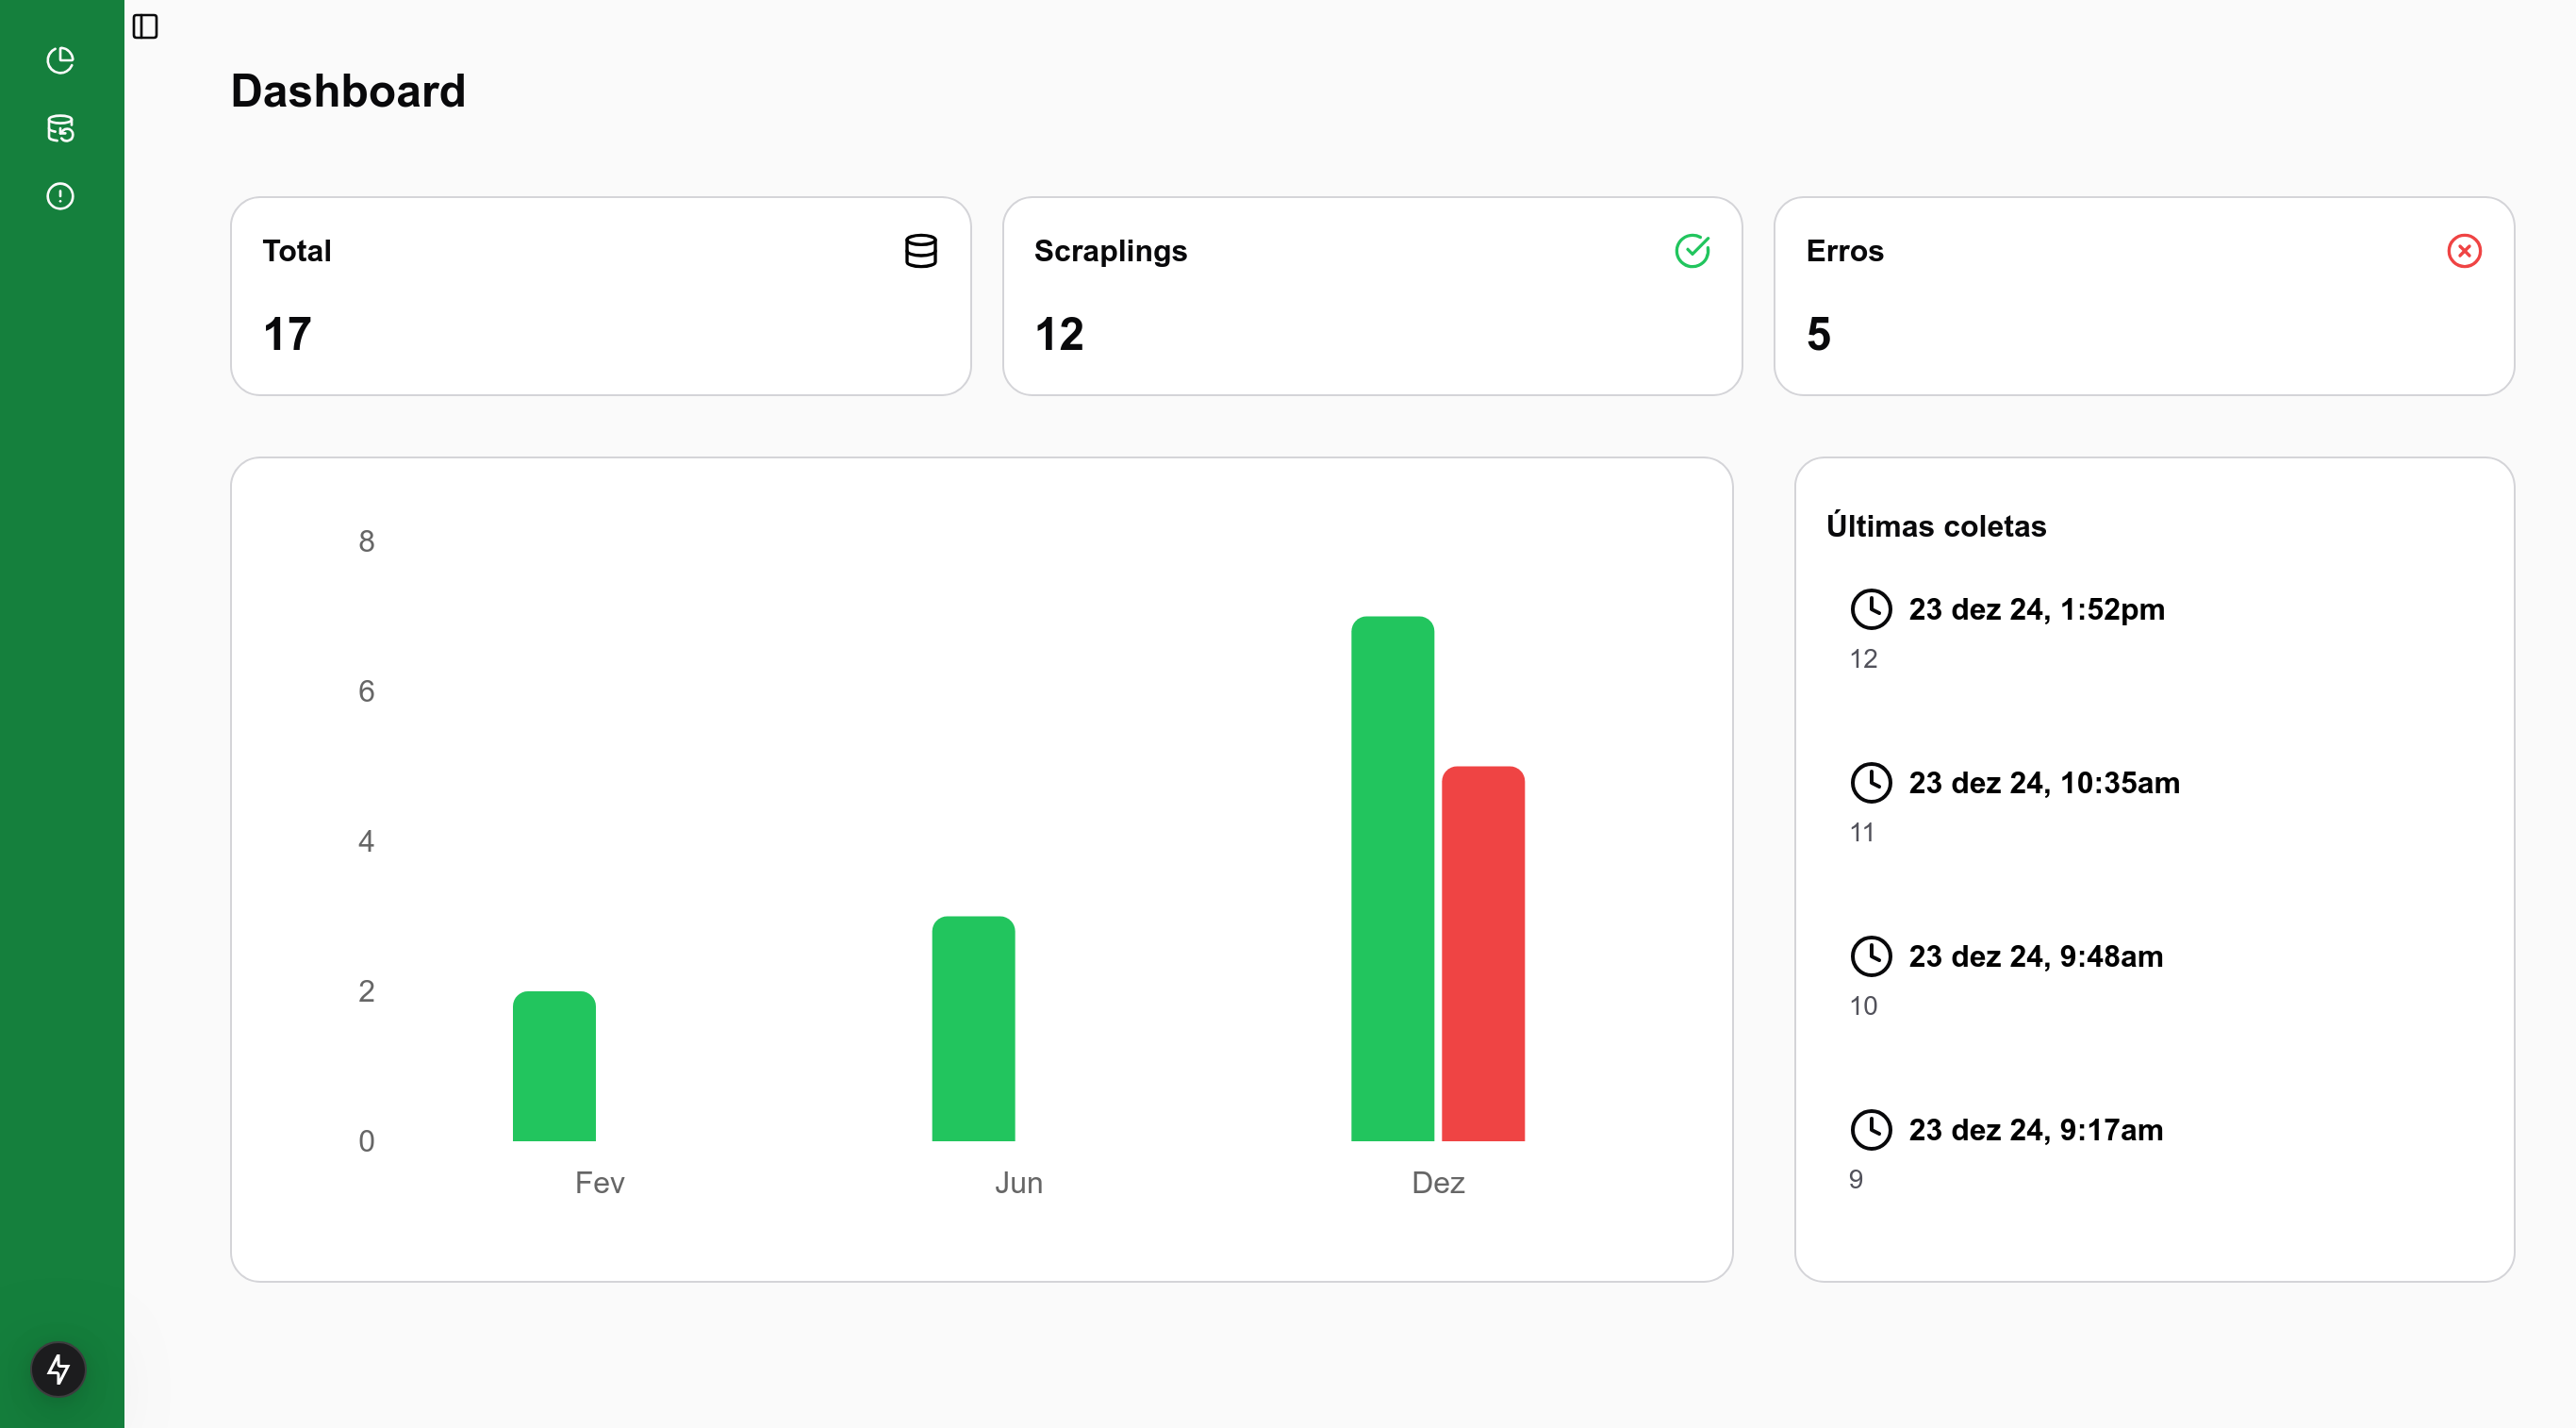 Dashboard
Total
17
Scraplings
12
Erros
5
8
6
4
2
0
Fev
Jun
Dez
Últimas coletas
23 dez 24, 1:52pm
12
23 dez 24, 10:35am
11
23 dez 24, 9:48am
10
23 dez 24, 9:17am
9